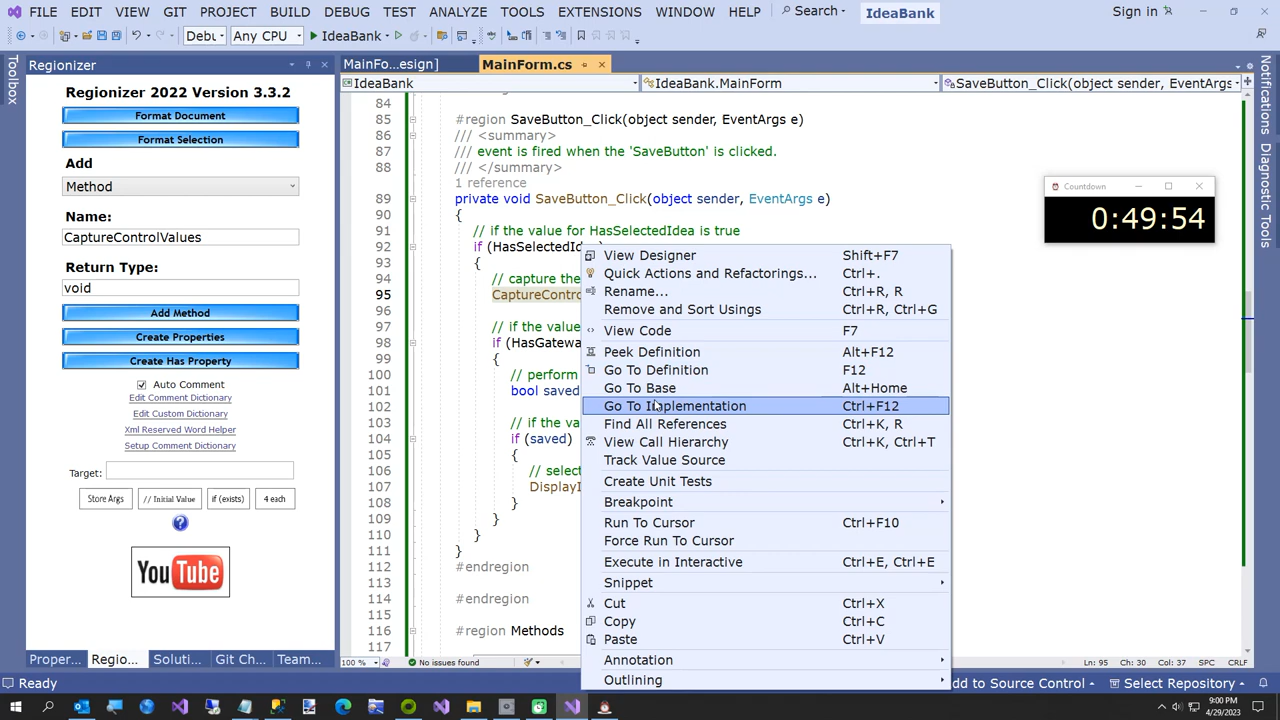 FILE EDIT VIEW GIT PROJECT BUILD DEBUG TEST ANALYZE TOOLS EXTENSIONS WINDOW HELP Search IdeaBank Sign in
Debu Any CPU IdeaBank
Toolbox
Regionizer
Regionizer 2022 Version 3.3.2
Format Document
Format Selection
Add
Method
Name:
CaptureControlValues
Return Type:
void
Add Method
Create Properties
Create Has Property
Auto Comment
Edit Comment Dictionary
Edit Custom Dictionary
Xml Reserved Word Helper
Setup Comment Dictionary
Target:
Store Args // Initial Value if (exists) 4 each
You Tube
Proper... Regio... Soluti... Git Ch... Team...
MainFo...esign] MainForm.cs
IdeaBank IdeaBank.MainForm SaveButton_Click(object sender, EventArgs
84
85 #region SaveButton_Click(object sender, EventArgs e)
86 /// <summary>
87 /// event is fired when the 'SaveButton' is clicked.
88 /// </summary>
1 reference
89 private void SaveButton_Click(object sender, EventArgs e)
90 {
91 // if the value for HasSelectedIdea is true
92 if (HasSelectedIdea)
93 {
94 // capture the
95 CaptureContro
96
97 // if the value
98 if (HasGatewa
99 {
100 // perform
101 bool saved
102
103 // if the va
104 if (saved)
105 {
106 // selec
107 DisplayI
108 }
109 }
110 }
111 }
112 #endregion
113
114 #endregion
115
116 #region Methods
117
100 % No issues found Ln: 95 Ch: 30 Col: 37 SPC CRLF
View Designer Shift+F7
Quick Actions and Refactorings... Ctrl+.
Rename... Ctrl+R, R
Remove and Sort Usings Ctrl+R, Ctrl+G
View Code F7
Peek Definition Alt+F12
Go To Definition F12
Go To Base Alt+Home
Go To Implementation Ctrl+F12
Find All References Ctrl+K, R
View Call Hierarchy Ctrl+K, Ctrl+T
Track Value Source
Create Unit Tests
Breakpoint
Run To Cursor Ctrl+F10
Force Run To Cursor
Execute in Interactive Ctrl+E, Ctrl+E
Snippet
Cut Ctrl+X
Copy Ctrl+C
Paste Ctrl+V
Annotation
Outlining
Countdown
0:49:54
Notifications
Diagnostic Tools
Ready dd to Source Control Select Repository
9:00 PM
4/29/2023